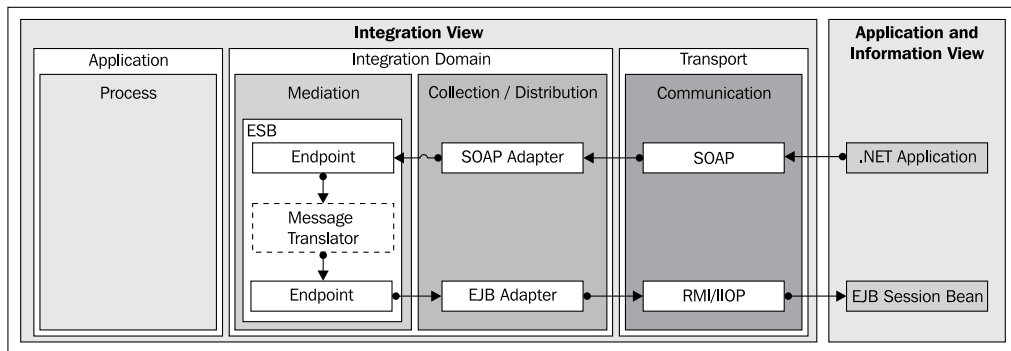 Integration View
Application and
Information View
Application
Integration Domain
Transport
Process
Mediation
Collection / Distribution
Communication
ESB
Endpoint
SOAP Adapter
SOAP
.NET Application
Message
Translator
Endpoint
EJB Adapter
RMI/IIOP
EJB Session Bean